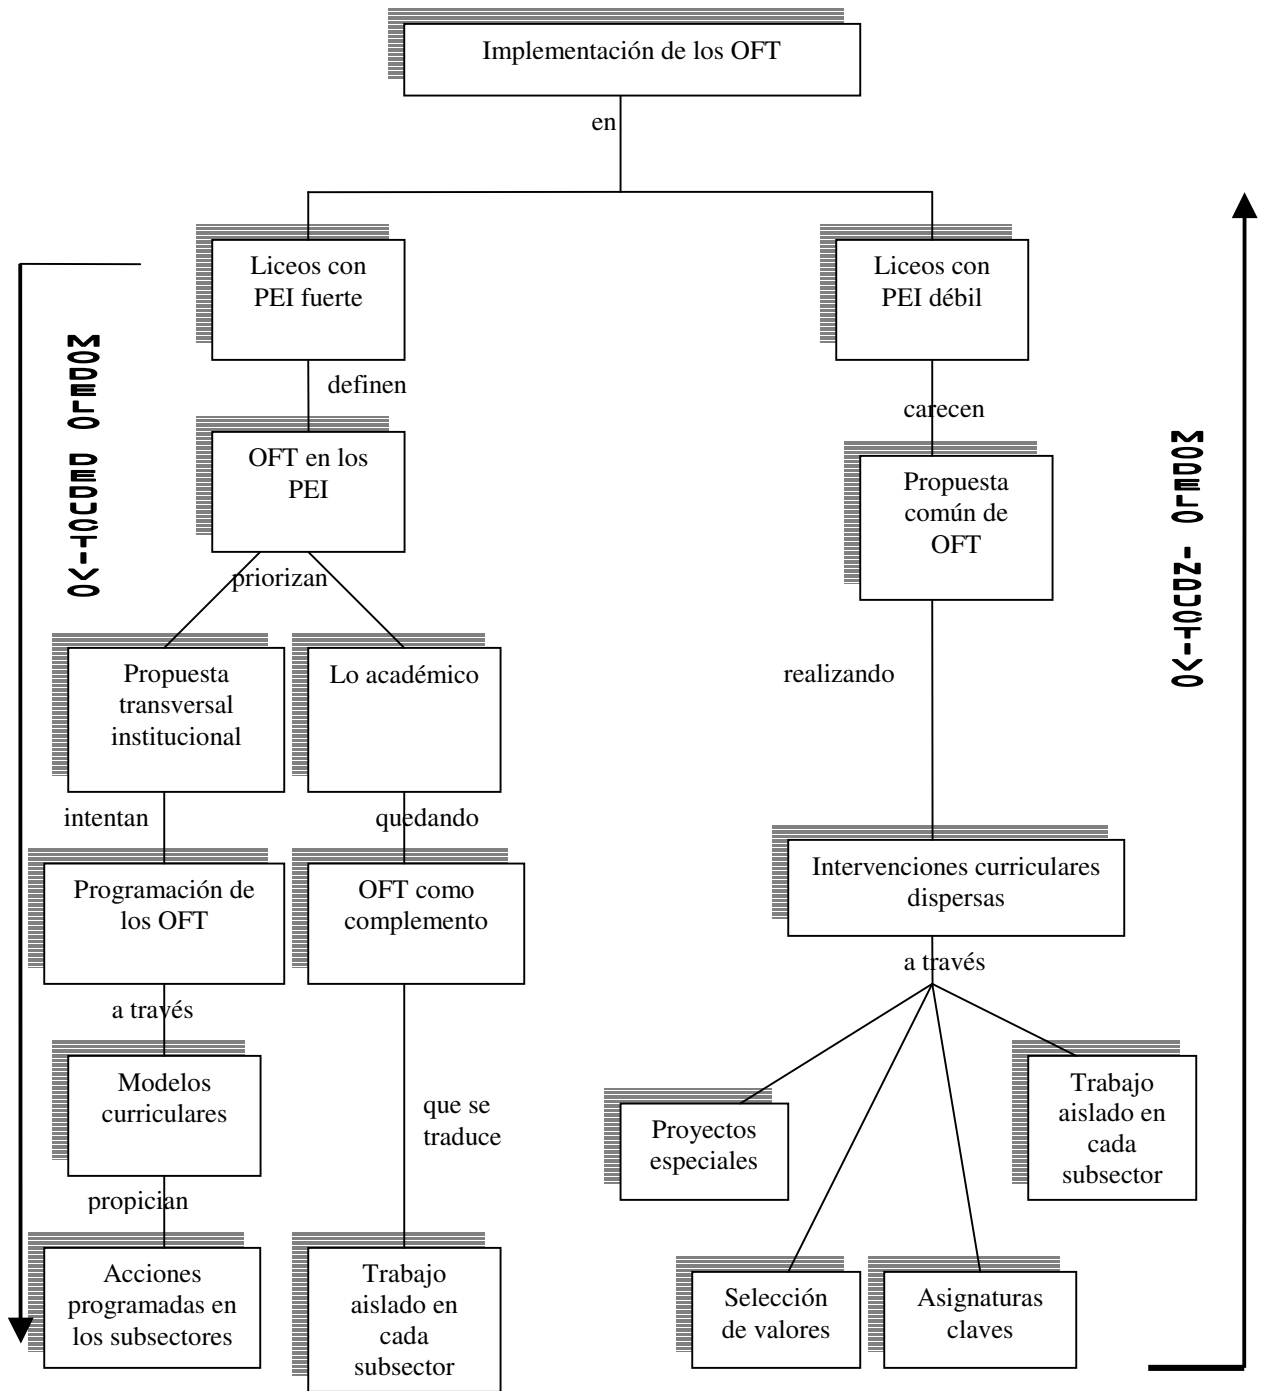 Implementación de los OFT
en
Liceos con
PEI fuerte
definen
OFT en los
PEI
priorizan
Propuesta
transversal
institucional
Lo académico
intentan
quedando
Programación de
los OFT
OFT como
complemento
a través
Modelos
curriculares
que se
traduce
propician
Acciones
programadas en
los subsectores
Trabajo
aislado en
cada
subsector
MODELO DEDUCTIVO
Liceos con
PEI débil
carecen
Propuesta
común de
OFT
realizando
Intervenciones curriculares
dispersas
a través
Proyectos
especiales
Selección
de valores
Asignaturas
claves
Trabajo
aislado en
cada
subsector
MODELO INDUCTIVO